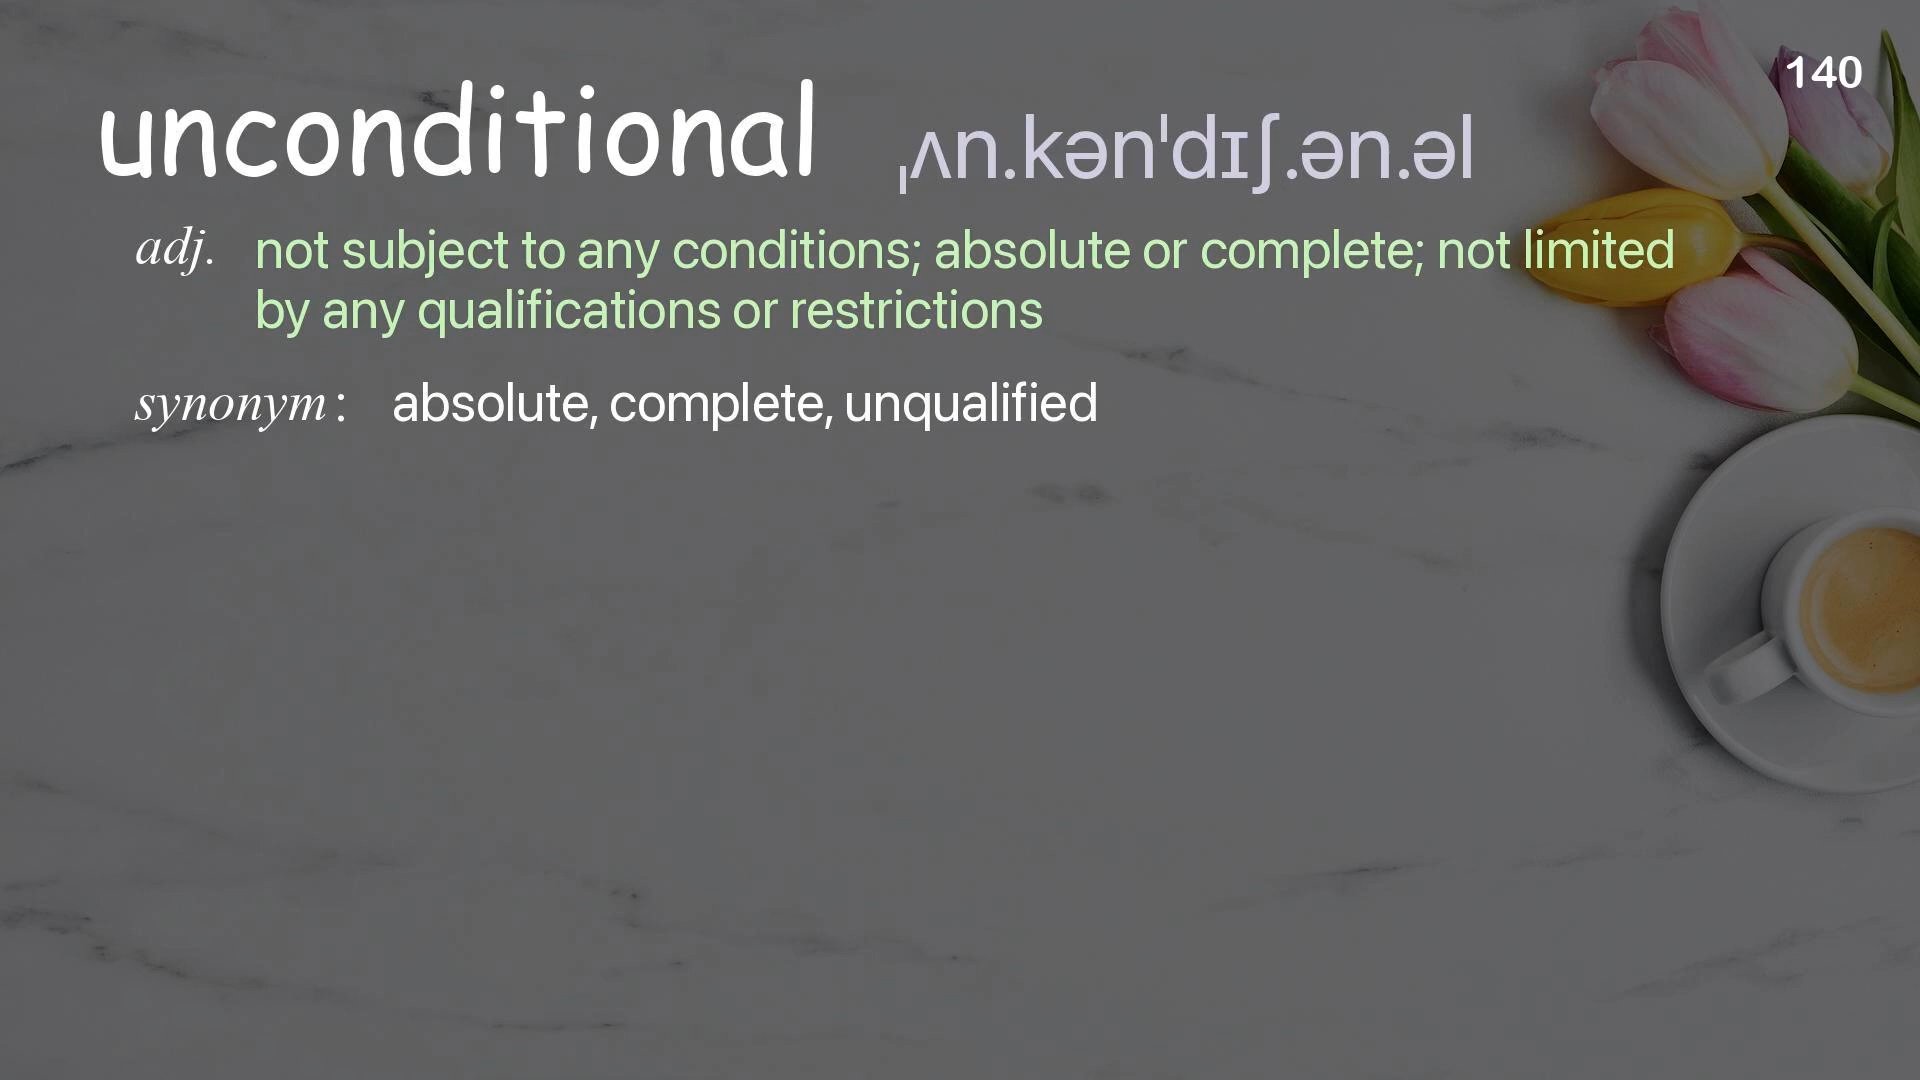 140
unconditional ˌʌn.kənˈdɪʃ.ən.əl
adj. not subject to any conditions; absolute or complete; not limited
by any qualifications or restrictions
synonym: absolute, complete, unqualified